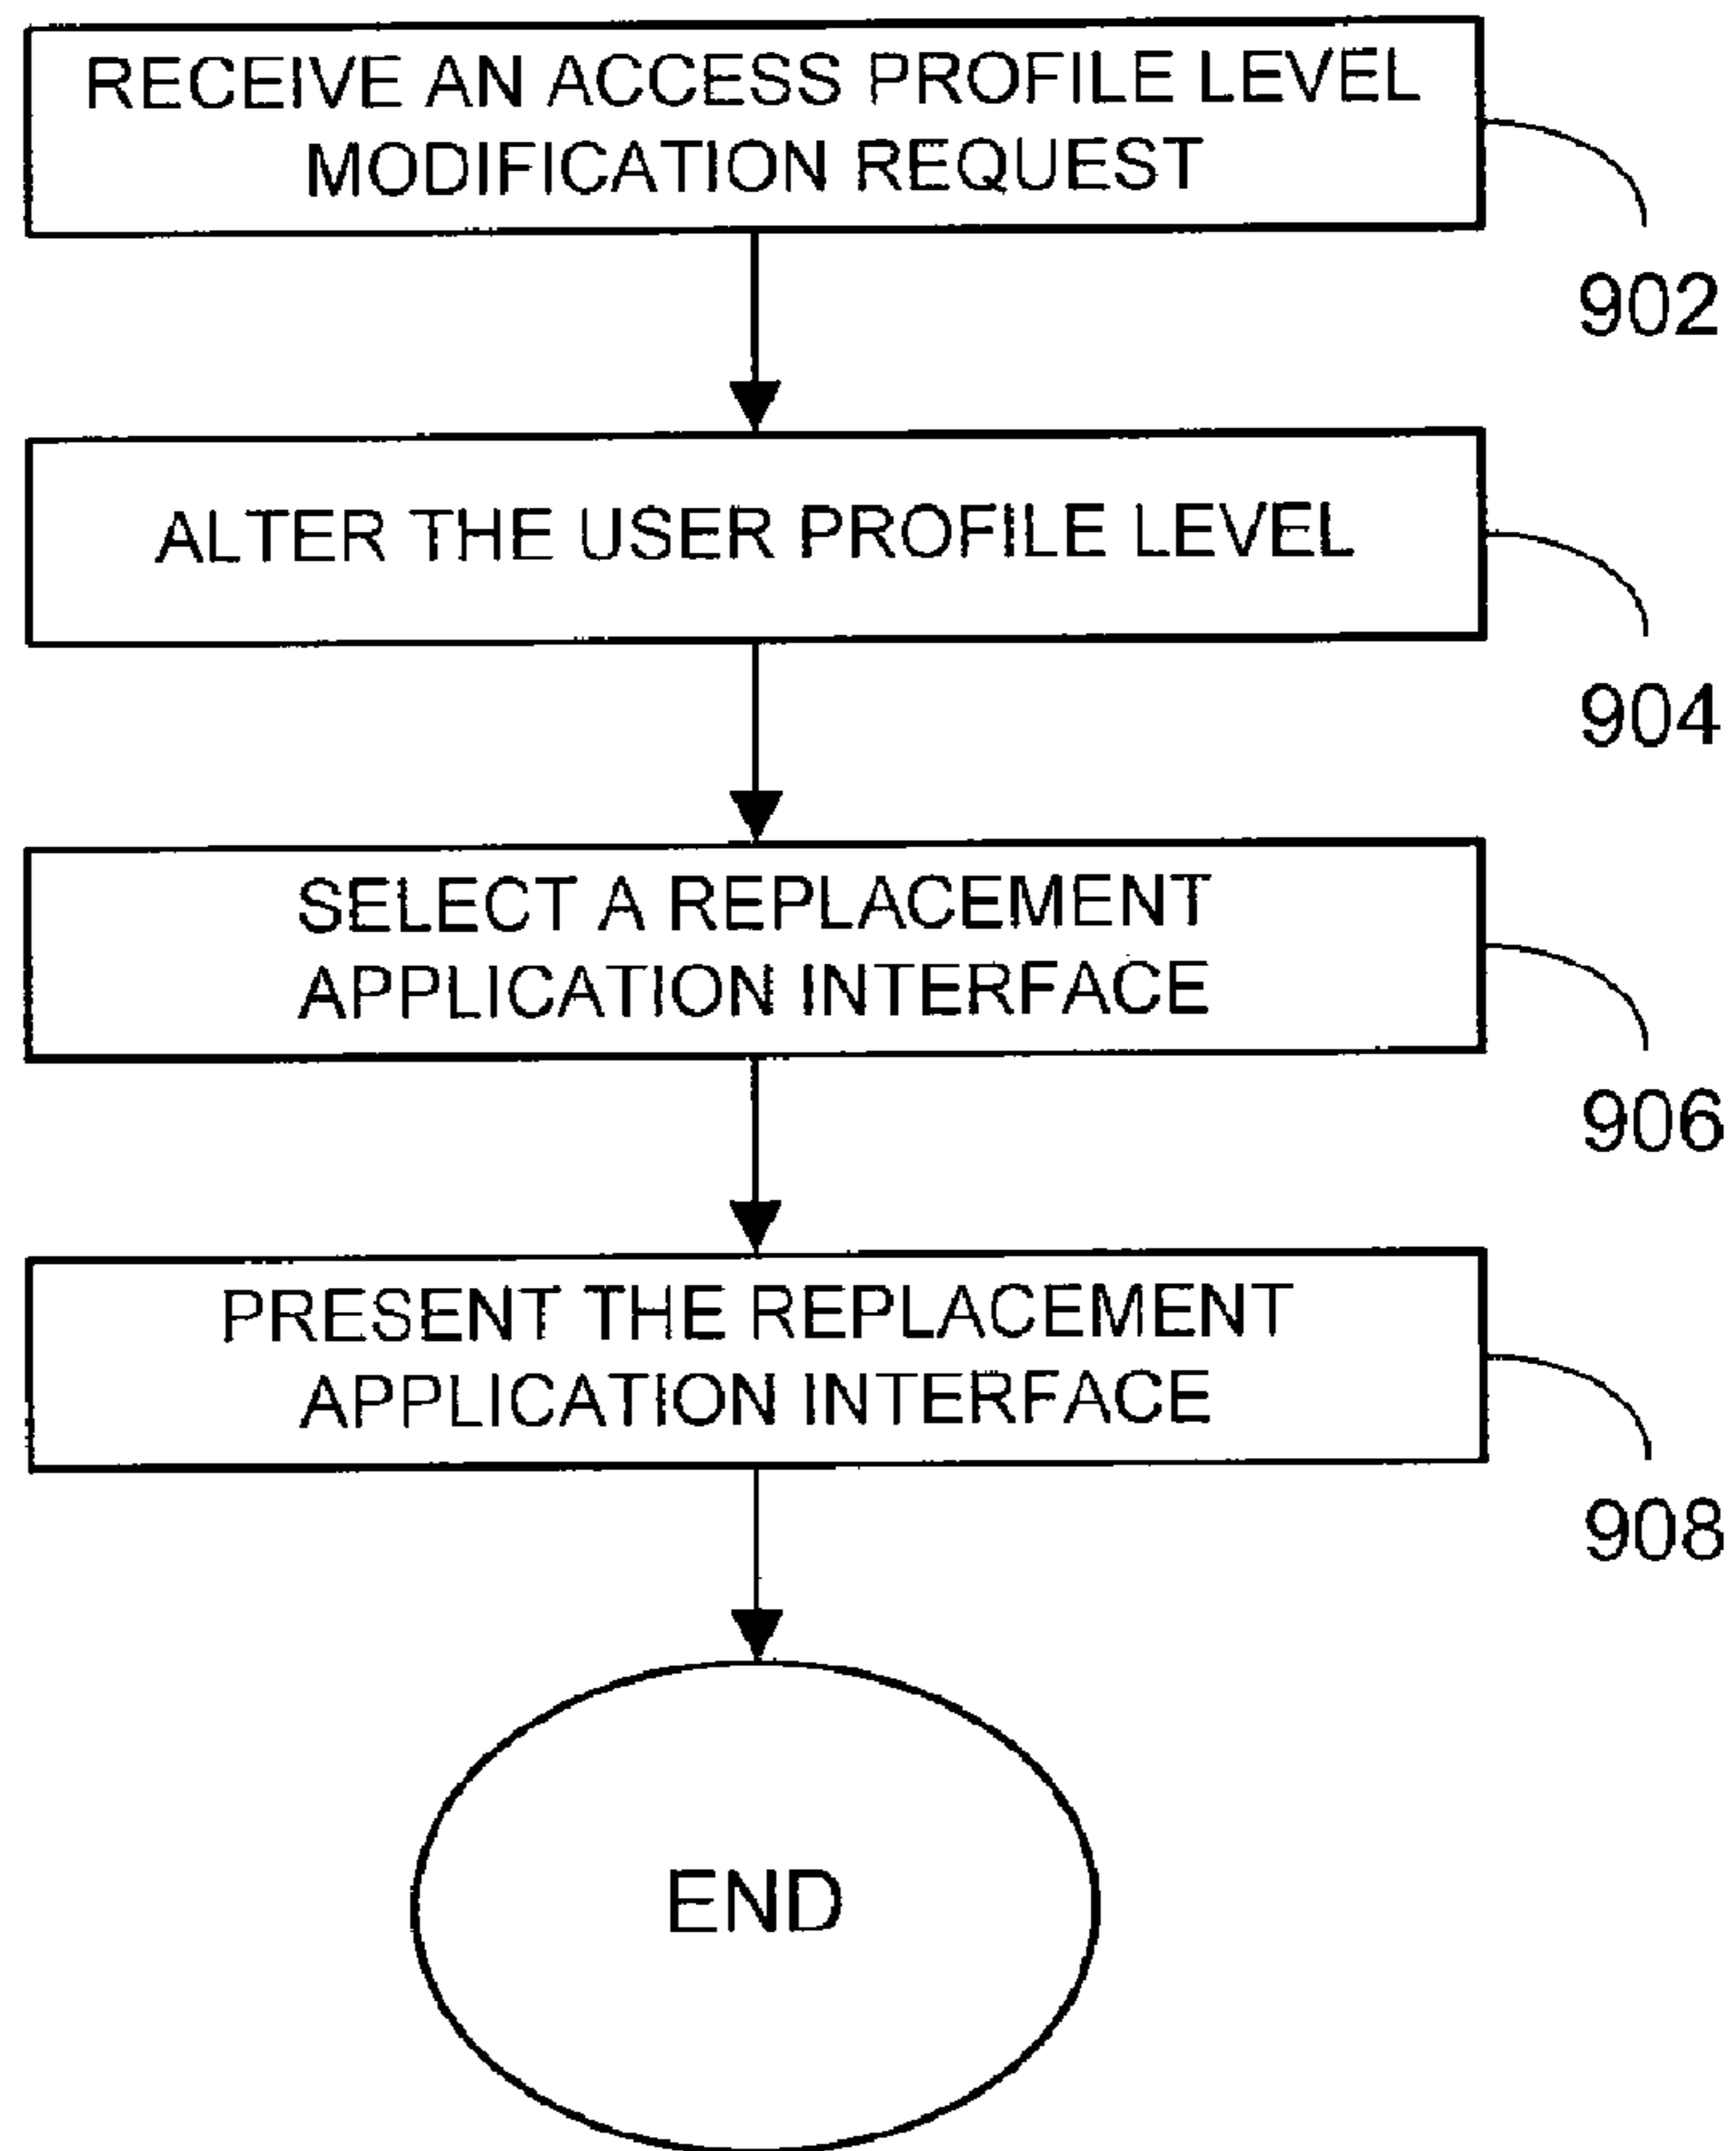 RECEIVE AN ACCESS PROFILE LEVEL
MODIFICATION REQUEST
902
ALTER THE USER PROFILE LEVEL
904
SELECT A REPLACEMENT
APPLICATION INTERFACE
906
PRESENT THE REPLACEMENT
APPLICATION INTERFACE
908
END